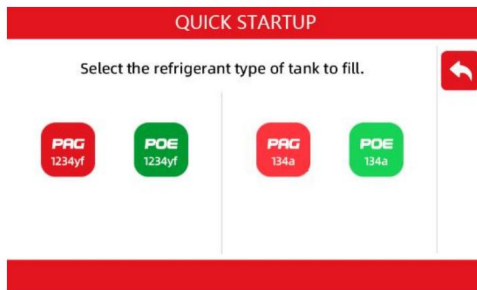 QUICK STARTUP
Select the refrigerant type of tank to fill.
PAG
1234yf
POE
1234yf
PAG
134a
POE
134a